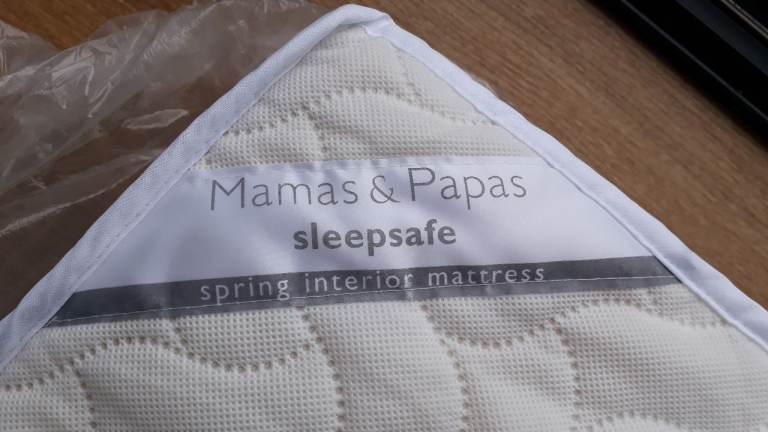 Mamas & Papas
sleepsafe
spring interior mattress